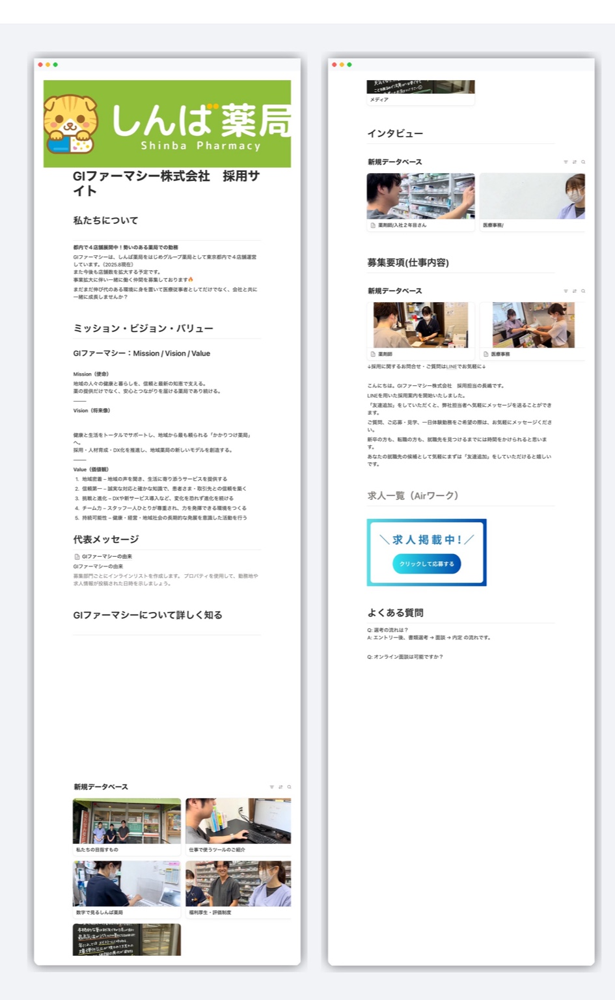 しんば薬局
Shinba Pharmacy
GIファーマシー株式会社　採用サ
イト
私たちについて
都内で４店舗展開中！勢いのある薬局での勤務
GIファーマシーは、しんば薬局をはじめグループ薬局として東京都内で４店舗運営
しています。（2025.8現在）
また今後も店舗数を拡大する予定です。
事業拡大に伴い一緒に働く仲間を募集しております🔥
まだまだ伸び代のある環境に身を置いて医療従事者としてだけでなく、会社と共に
一緒に成長しませんか？
ミッション・ビジョン・バリュー
GIファーマシー：Mission / Vision / Value
Mission（使命）
地域の人々の健康と暮らしを、信頼と最新の知恵で支える。
薬の提供だけでなく、安心とつながりを届ける薬局であり続ける。
⸻
Vision（将来像）
健康と生活をトータルでサポートし、地域から最も頼られる「かかりつけ薬局」
へ。
採用・人材育成・DX化を推進し、地域薬局の新しいモデルを創造する。
⸻
Value（価値観）
1. 地域密着 – 地域の声を聞き、生活に寄り添うサービスを提供する
2. 信頼第一 – 誠実な対応と確かな知識で、患者さま・取引先との信頼を築く
3. 挑戦と進化 – DXや新サービス導入など、変化を恐れず進化を続ける
4. チーム力 – スタッフ一人ひとりが尊重され、力を発揮できる環境をつくる
5. 持続可能性 – 健康・経営・地域社会の長期的な発展を意識した活動を行う
代表メッセージ
GIファーマシーの由来
GIファーマシーの由来
募集部門ごとにインラインリストを作成します。 プロパティを使用して、勤務地や
求人情報が投稿された日時を示しましょう。
GIファーマシーについて詳しく知る
新規データベース
私たちの目指すもの
仕事で使うツールのご紹介
数字で見るしんば薬局
福利厚生・評価制度
メディア
インタビュー
新規データベース
薬剤師/入社２年目さん
医療事務/
募集要項(仕事内容)
新規データベース
薬剤師
医療事務
↓採用に関するお問合せ・ご質問はLINEでお気軽に↓
こんにちは。GIファーマシー株式会社　採用担当の長嶋です。
LINEを用いた採用案内を開始いたしました。
「友達追加」をしていただくと、弊社担当者へ気軽にメッセージを送ることができ
ます。
ご質問、ご応募・見学、一日体験勤務をご希望の際は、お気軽にメッセージくださ
い。
新卒の方も、転職の方も、就職先を見つけるまでには時間をかけられると思いま
す。
あなたの就職先の候補として気軽にまずは「友達追加」をしていただけると嬉しい
です。
求人一覧（Airワーク）
＼求人掲載中!／
クリックして応募する
よくある質問
Q: 選考の流れは？
A: エントリー後、書類選考 → 面談 → 内定 の流れです。
Q: オンライン面談は可能ですか？